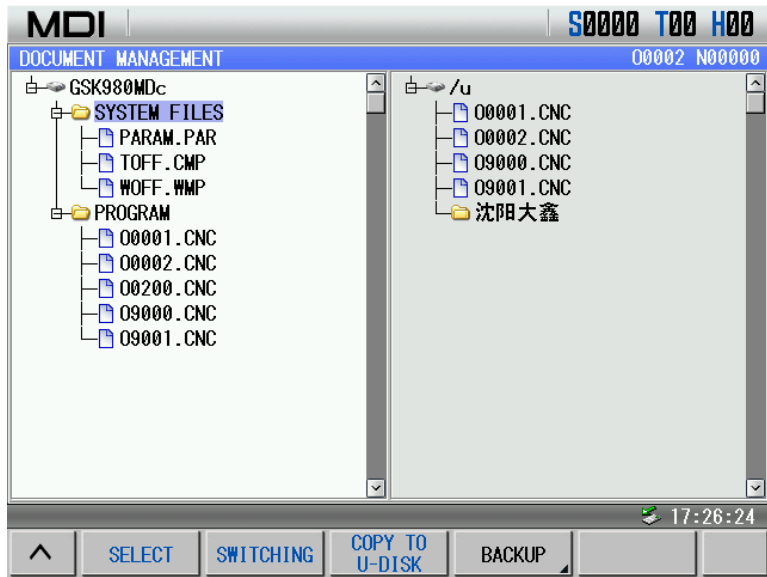 MDI
S0000 T00 H00
DOCUMENT MANAGEMENT
O0002 N00000
GSK980MDc
SYSTEM FILES
PARAM.PAR
TOFF.CMP
WOFF.WMP
PROGRAM
O0001.CNC
O0002.CNC
O0200.CNC
O9000.CNC
O9001.CNC
/u
O0001.CNC
O0002.CNC
O9000.CNC
O9001.CNC
沈阳大鑫
17:26:24
SELECT
SWITCHING
COPY TO
U-DISK
BACKUP